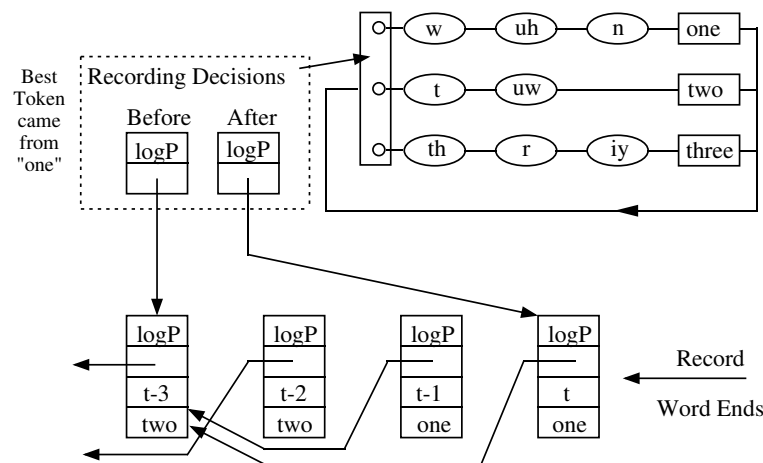 w uh n one
t uw two
th r iy three
Best
Token
came
from
"one"
Recording Decisions
Before After
logP logP
logP logP logP logP
t-3 t-2 t-1 t
two two one one
Record
Word Ends